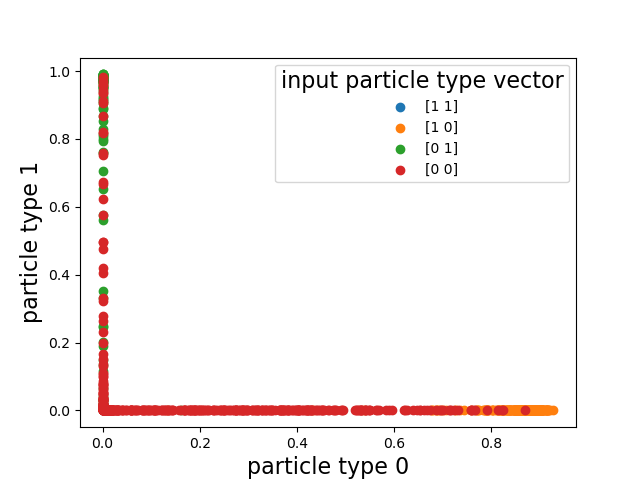 input particle type vector
[1 1]
[1 0]
[0 1]
[0 0]
1.0
0.8
0.6
0.4
0.2
0.0
particle type 1
0.0 0.2 0.4 0.6 0.8
particle type 0